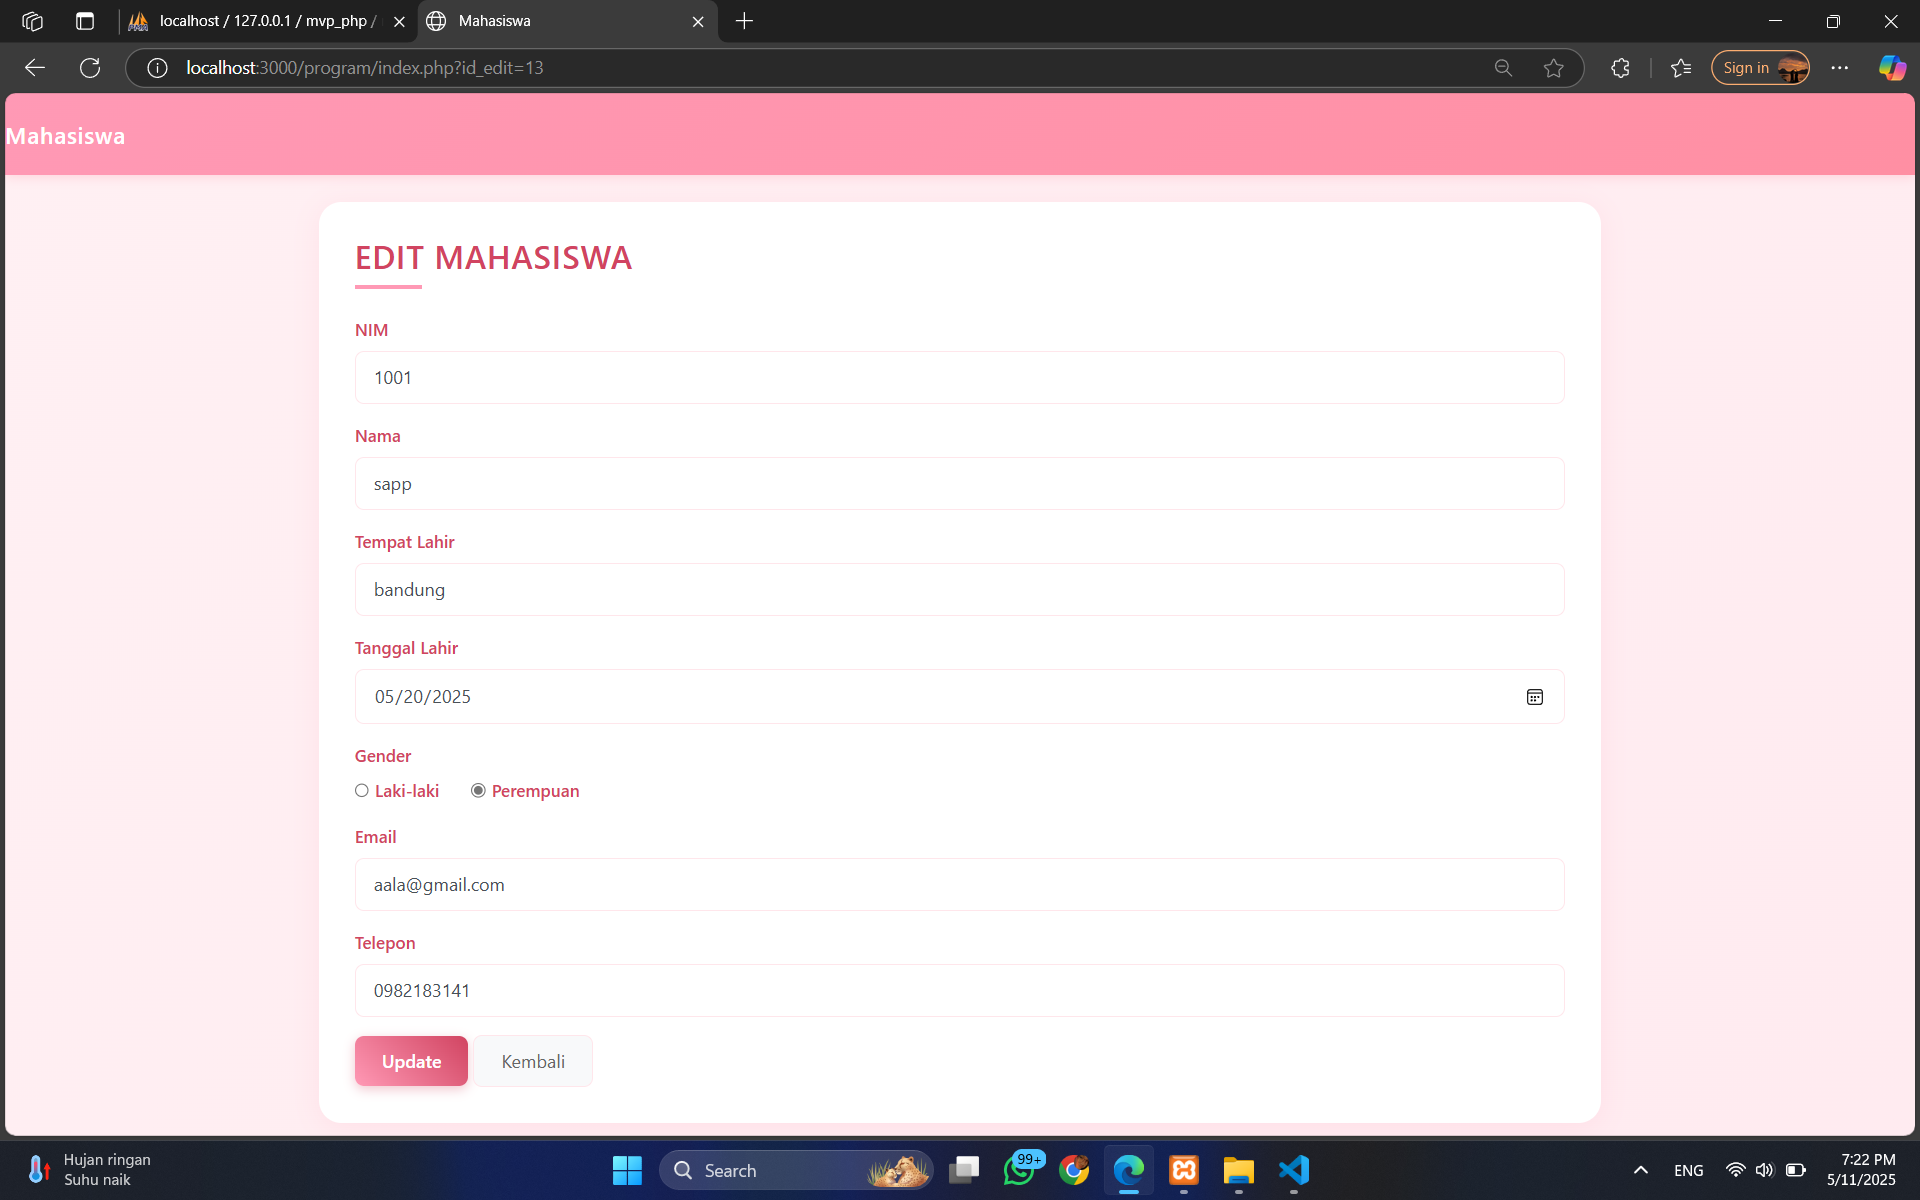 localhost / 127.0.0.1 / mvp_php /
Mahasiswa
localhost:3000/program/index.php?id_edit=13
Sign in
Mahasiswa
EDIT MAHASISWA
NIM
1001
Nama
sapp
Tempat Lahir
bandung
Tanggal Lahir
05/20/2025
Gender
Laki-laki
Perempuan
Email
aala@gmail.com
Telepon
0982183141
Update
Kembali
Hujan ringan
Suhu naik
Search
99+
ENG
7:22 PM
5/11/2025